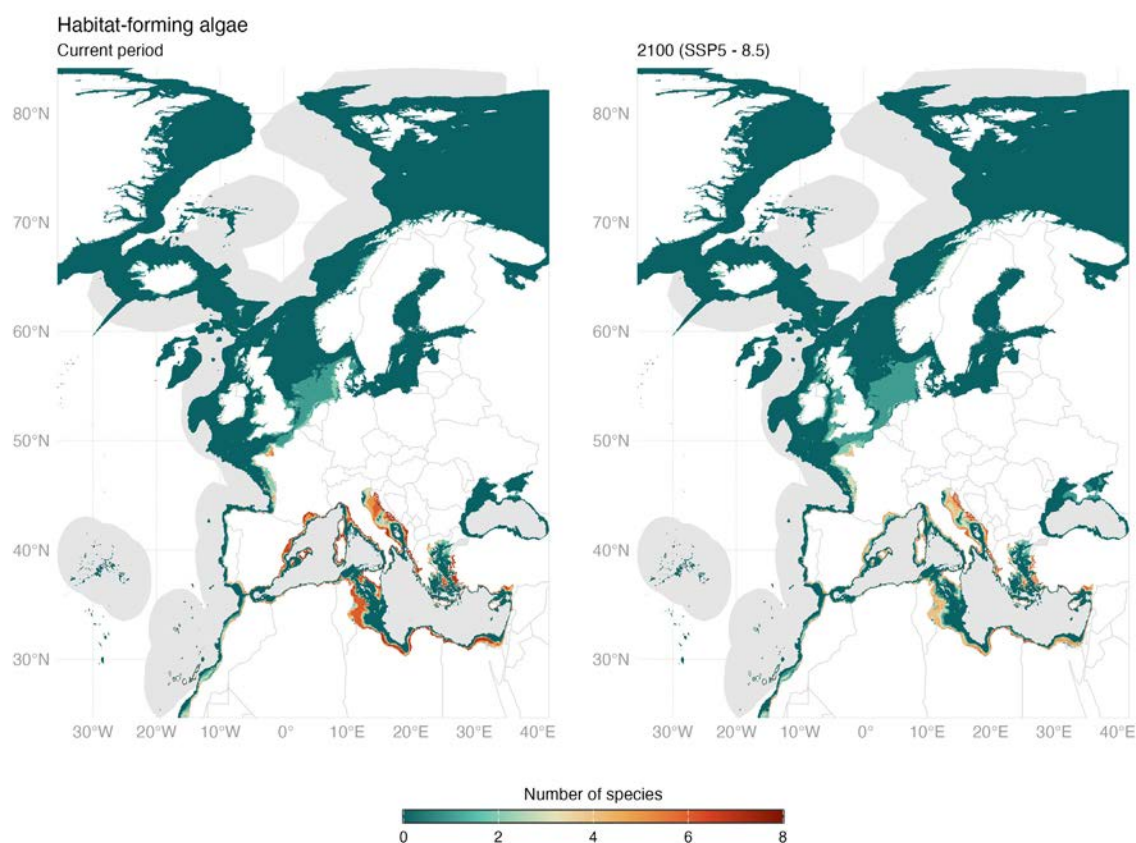 Habitat-forming algae
Current period
2100 (SSP5 - 8.5)
80°N
70°N
60°N
50°N
40°N
30°N
80°N
70°N
60°N
50°N
40°N
30°N
30°W 20°W 10°W 0° 10°E 20°E 30°E 40°E
30°W 20°W 10°W 0° 10°E 20°E 30°E 40°E
Number of species
0 2 4 6 8